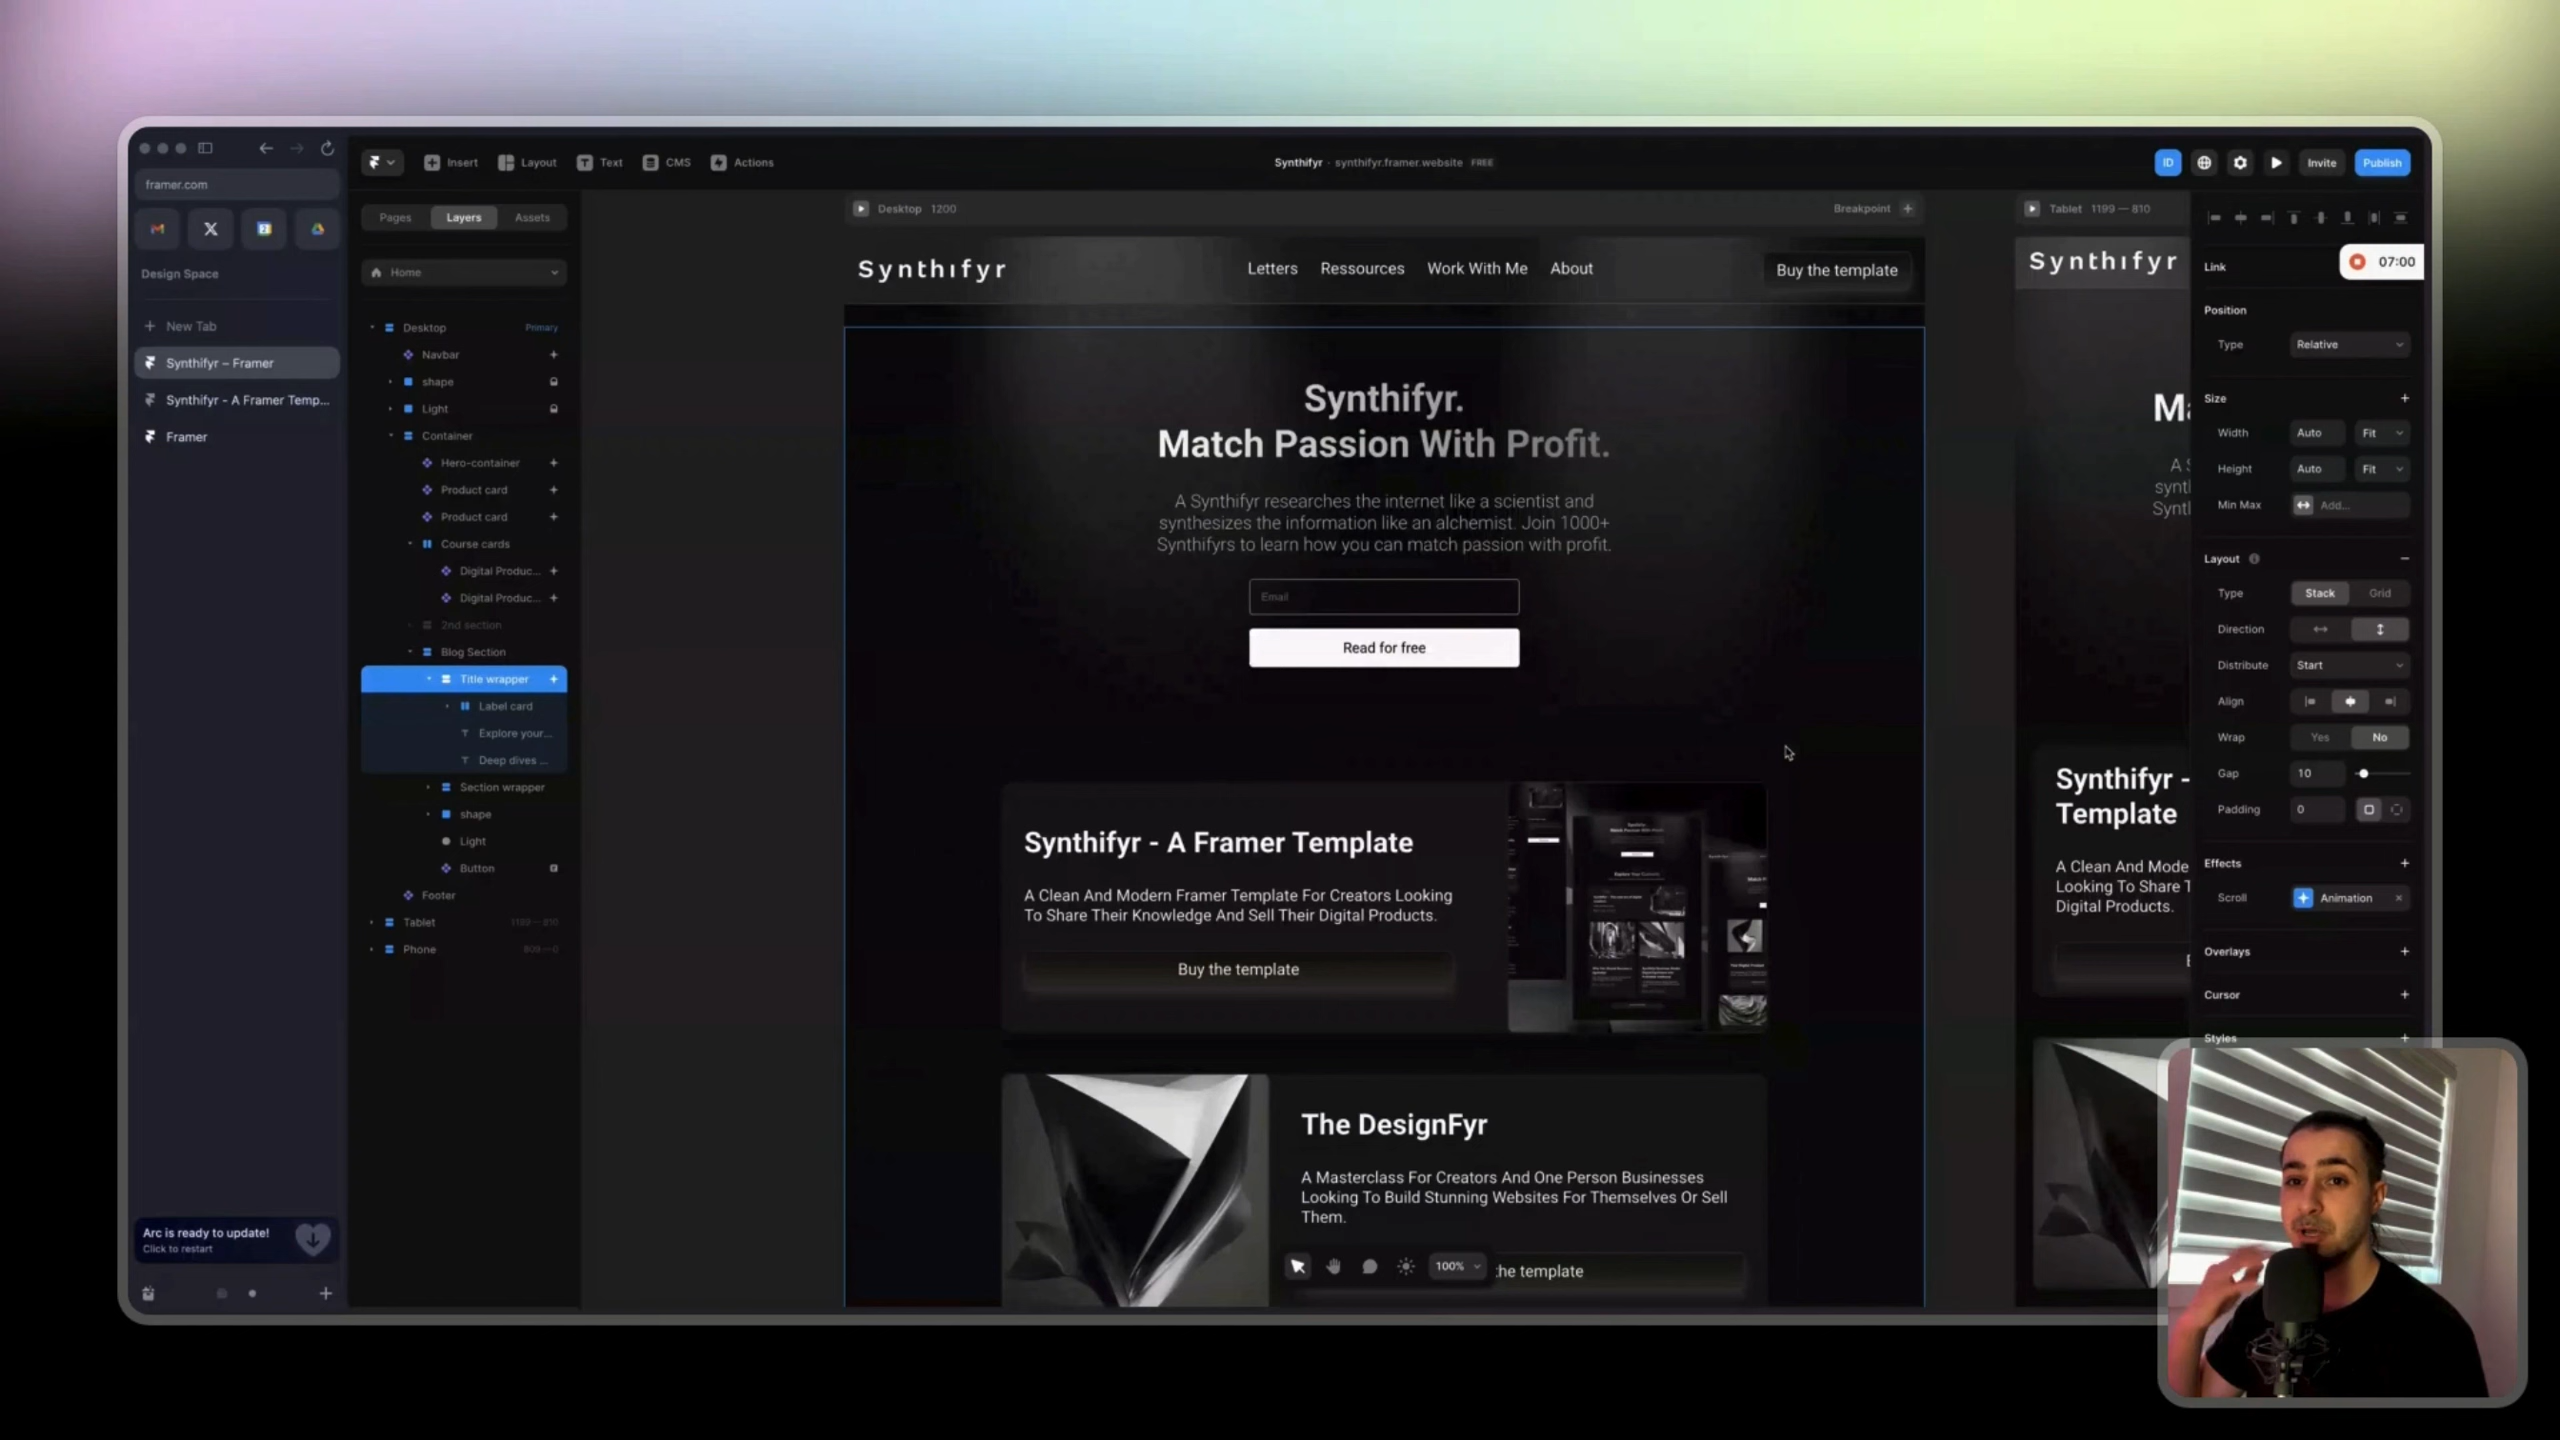 framer.com
Design Space
New Tab
Synthifyr – Framer
Synthifyr - A Framer Temp...
Framer
Arc is ready to update!
Click to restart
Insert
Layout
Text
CMS
Actions
Synthifyr · synthifyr.framer.website FREE
ID
Invite
Publish
Pages
Layers
Assets
Home
Desktop Primary
Navbar
shape
Light
Container
Hero-container
Product card
Product card
Course cards
Digital Produc...
Digital Produc...
2nd section
Blog Section
Title wrapper
Label card
Explore your...
Deep dives ...
Section wrapper
shape
Light
Button
Footer
Tablet 1199—810
Phone 809—0
Desktop 1200
Breakpoint
Synthıfyr
Letters
Ressources
Work With Me
About
Buy the template
Synthifyr.
Match Passion With Profit.
A Synthifyr researches the internet like a scientist and
synthesizes the information like an alchemist. Join 1000+
Synthifyrs to learn how you can match passion with profit.
Email
Read for free
Synthifyr - A Framer Template
A Clean And Modern Framer Template For Creators Looking
To Share Their Knowledge And Sell Their Digital Products.
Buy the template
The DesignFyr
A Masterclass For Creators And One Person Businesses
Looking To Build Stunning Websites For Themselves Or Sell
Them.
100%
he template
Tablet 1199 — 810
Synthıfyr
Ma
A S
synt
Synt
Synthifyr -
Template
A Clean And Mode
Looking To Share T
Digital Products.
Link
07:00
Position
Type Relative
Size
Width Auto Fit
Height Auto Fit
Min Max Add...
Layout
Type Stack Grid
Direction
Distribute Start
Align
Wrap Yes No
Gap 10
Padding 0
Effects
Scroll Animation
Overlays
Cursor
Styles